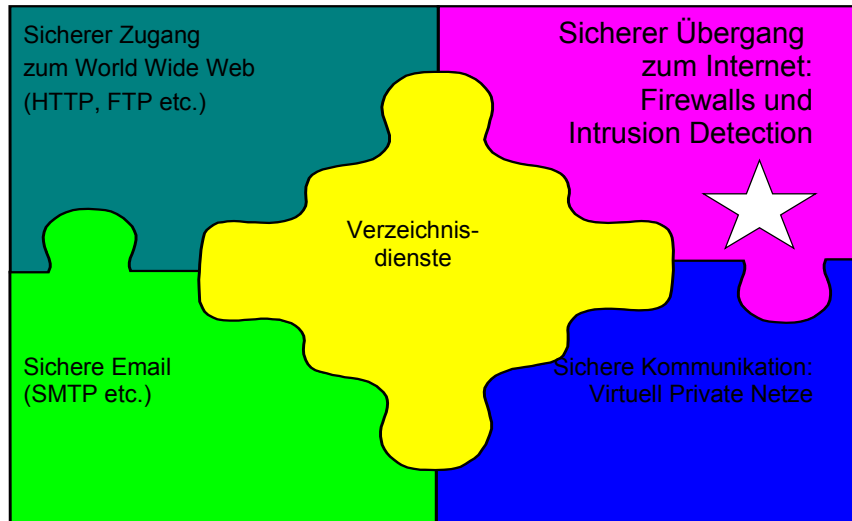 Sicherer Zugang
zum World Wide Web
(HTTP, FTP etc.)
Sicherer Übergang
zum Internet:
Firewalls und
Intrusion Detection
Verzeichnis-
dienste
Sichere Email
(SMTP etc.)
Sichere Kommunikation:
Virtuell Private Netze